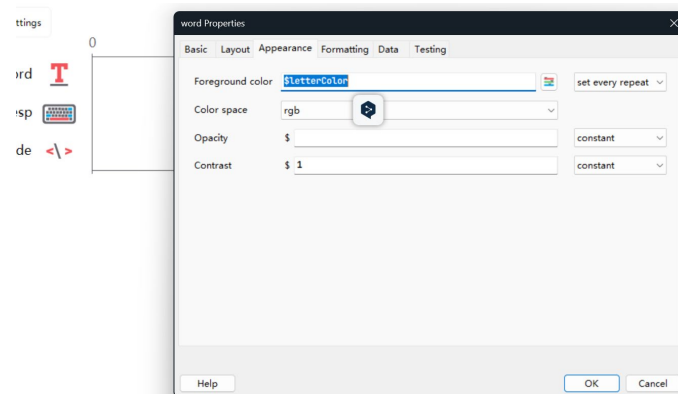 ttings
word Properties
0
Basic Layout Appearance Formatting Data Testing
ord T
Foreground color $letterColor set every repeat
Color space rgb
esp
Opacity $ constant
de </>
Contrast $ 1 constant
Help OK Cancel